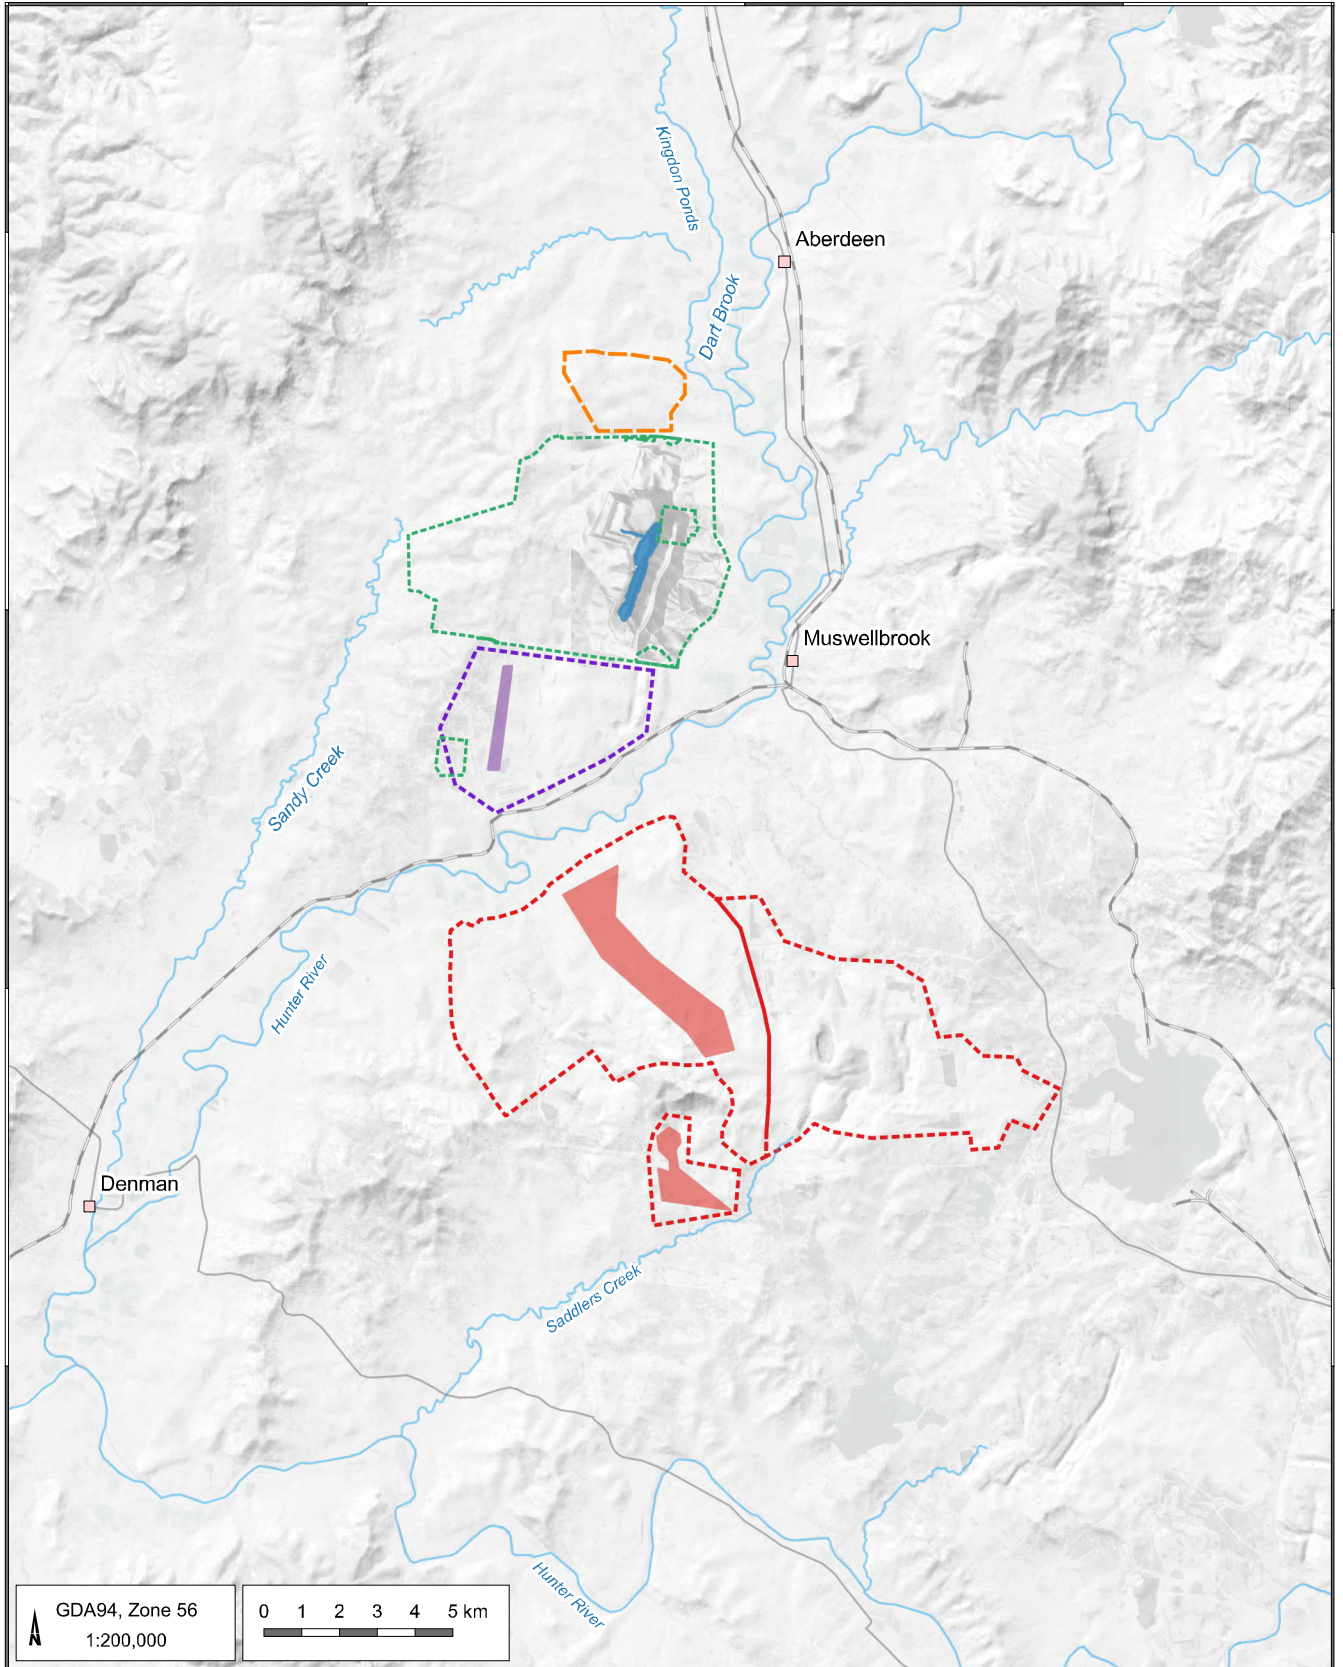 Kingdon Ponds
Aberdeen
Dart Brook
Muswellbrook
Sandy Creek
Hunter River
Denman
Saddlers Creek
Hunter River
GDA94, Zone 56
1:200,000
0 1 2 3 4 5 km
N